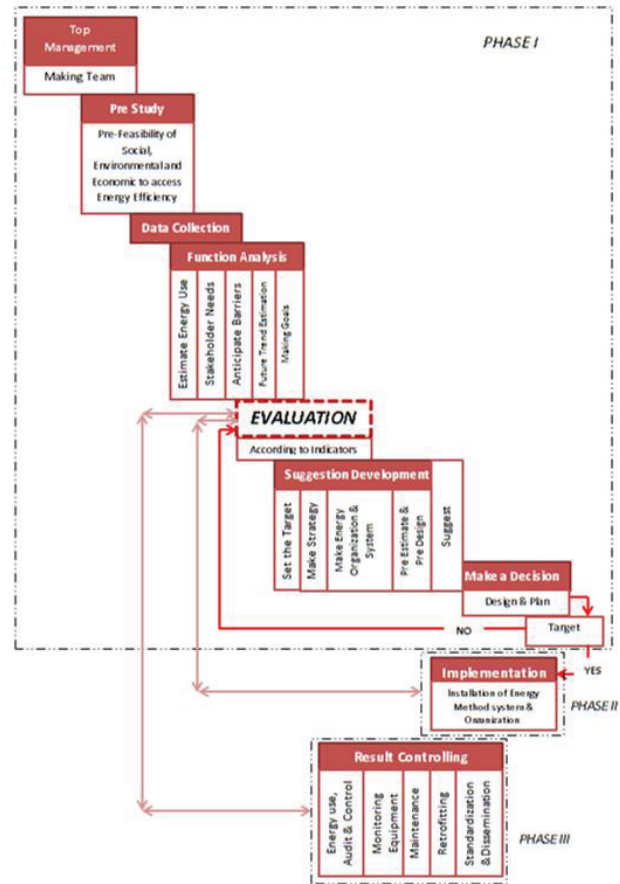 Top
Management
Making Team
PHASE I
Pre Study
Pre-Feasibility of
Social,
Environmental and
Economic to access
Energy Efficiency
Data Collection
Function Analysis
Estimate Energy Use
Stakeholder Needs
Anticipate Barriers
Future Trend Estimation
Making Goals
EVALUATION
According to Indicators
Suggestion Development
Set the Target
Make Strategy
Make Energy
Organization &
System
Pre Estimate &
Pre Design
Suggest
Make a Decision
Design & Plan
Target
NO
YES
Implementation
Installation of Energy
Method system &
Organization
PHASE II
Result Controlling
Energy use,
Audit & Control
Monitoring
Equipment
Maintenance
Retrofitting
Standardization
& Dissemination
PHASE III